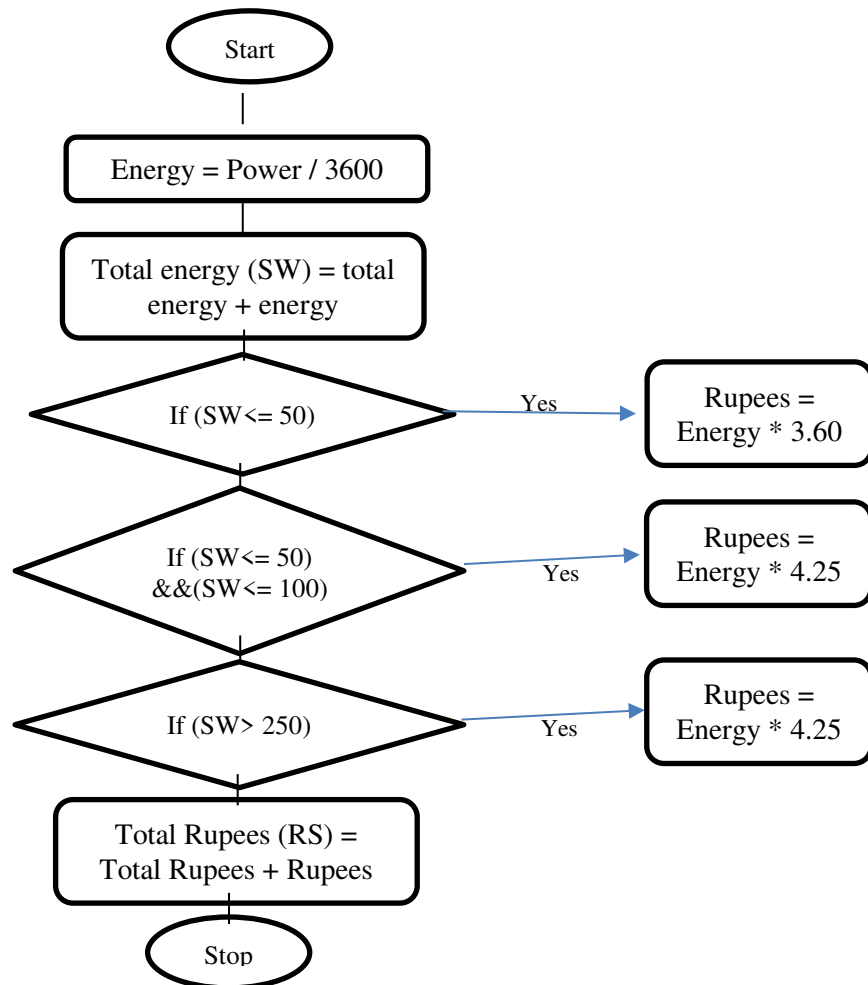 Start
Energy = Power / 3600
Total energy (SW) = total
energy + energy
If (SW<= 50)
Yes
Rupees =
Energy * 3.60
If (SW<= 50)
&&(SW<= 100)
Yes
Rupees =
Energy * 4.25
If (SW> 250)
Yes
Rupees =
Energy * 4.25
Total Rupees (RS) =
Total Rupees + Rupees
Stop